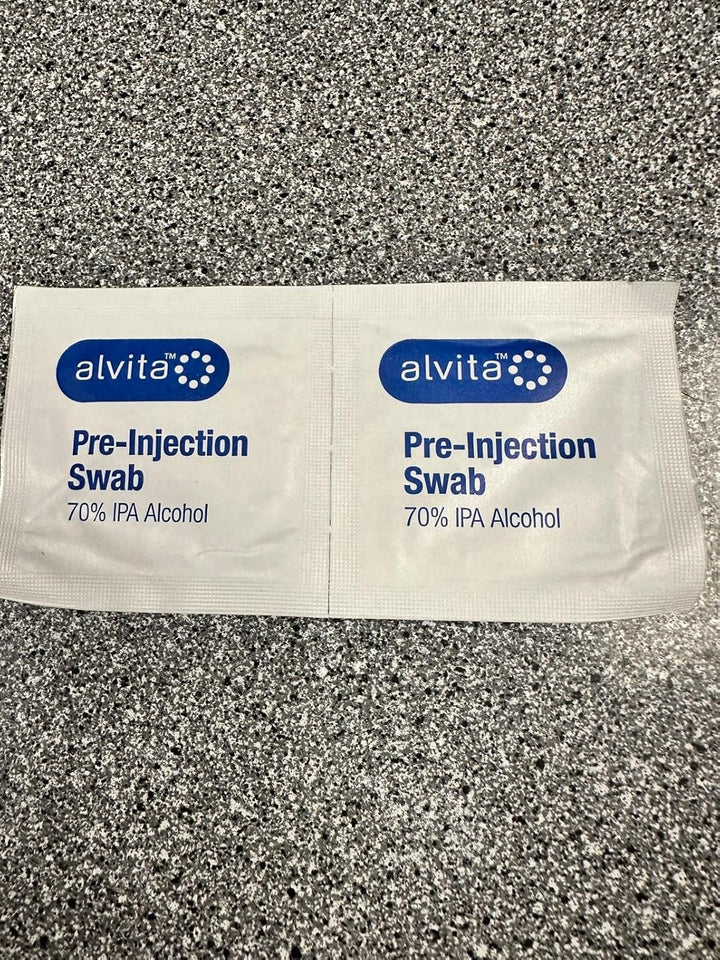 alvita™
Pre-Injection
Swab
70% IPA Alcohol
alvita™
Pre-Injection
Swab
70% IPA Alcohol